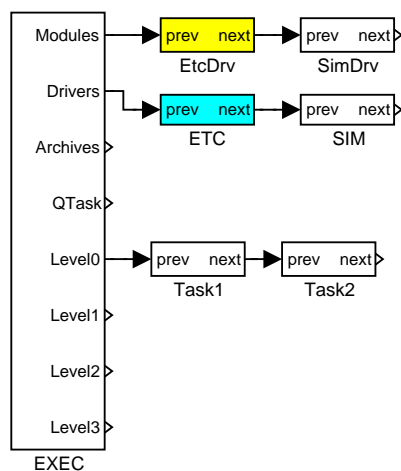 Modules
prev next
prev next
EtcDrv
SimDrv
Drivers
prev next
prev next
ETC
SIM
Archives
QTask
Level0
prev next
prev next
Task1
Task2
Level1
Level2
Level3
EXEC